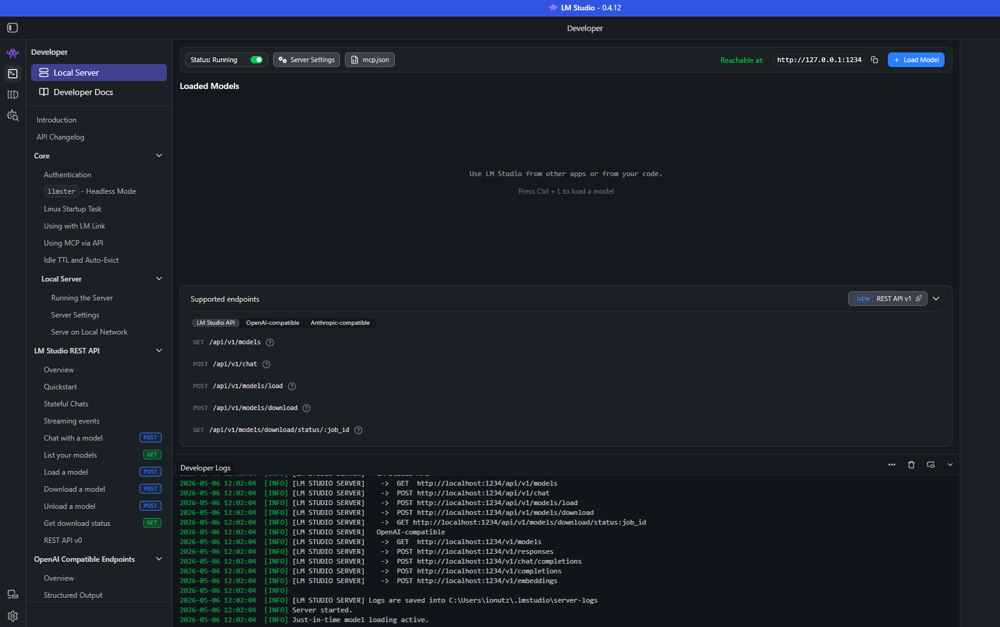 LM Studio - 0.4.12
Developer
Developer
Local Server
Developer Docs
Introduction
API Changelog
Core
Authentication
llmster - Headless Mode
Linux Startup Task
Using with LM Link
Using MCP via API
Idle TTL and Auto-Evict
Local Server
Running the Server
Server Settings
Serve on Local Network
LM Studio REST API
Overview
Quickstart
Stateful Chats
Streaming events
Chat with a model POST
List your models GET
Load a model POST
Download a model POST
Unload a model POST
Get download status GET
REST API v0
OpenAI Compatible Endpoints
Overview
Structured Output
Status: Running Server Settings mcp.json Reachable at: http://127.0.0.1:1234 + Load Model
Loaded Models
Use LM Studio from other apps or from your code.
Press Ctrl + L to load a model
Supported endpoints NEW REST API v1
LM Studio API OpenAI-compatible Anthropic-compatible
GET /api/v1/models
POST /api/v1/chat
POST /api/v1/models/load
POST /api/v1/models/download
GET /api/v1/models/download/status/:job_id
Developer Logs
2026-05-06 12:02:04 [INFO] [LM STUDIO SERVER] -> GET http://localhost:1234/api/v1/models
2026-05-06 12:02:04 [INFO] [LM STUDIO SERVER] -> POST http://localhost:1234/api/v1/chat
2026-05-06 12:02:04 [INFO] [LM STUDIO SERVER] -> POST http://localhost:1234/api/v1/models/load
2026-05-06 12:02:04 [INFO] [LM STUDIO SERVER] -> POST http://localhost:1234/api/v1/models/download
2026-05-06 12:02:04 [INFO] [LM STUDIO SERVER] -> GET http://localhost:1234/api/v1/models/download/status:job_id
2026-05-06 12:02:04 [INFO] [LM STUDIO SERVER] OpenAI-compatible
2026-05-06 12:02:04 [INFO] [LM STUDIO SERVER] -> GET http://localhost:1234/v1/models
2026-05-06 12:02:04 [INFO] [LM STUDIO SERVER] -> POST http://localhost:1234/v1/responses
2026-05-06 12:02:04 [INFO] [LM STUDIO SERVER] -> POST http://localhost:1234/v1/chat/completions
2026-05-06 12:02:04 [INFO] [LM STUDIO SERVER] -> POST http://localhost:1234/v1/completions
2026-05-06 12:02:04 [INFO] [LM STUDIO SERVER] -> POST http://localhost:1234/v1/embeddings
2026-05-06 12:02:04 [INFO]
2026-05-06 12:02:04 [INFO] [LM STUDIO SERVER] Logs are saved into C:\Users\ionutz\.lmstudio\server-logs
2026-05-06 12:02:04 [INFO] Server started.
2026-05-06 12:02:04 [INFO] Just-in-time model loading active.